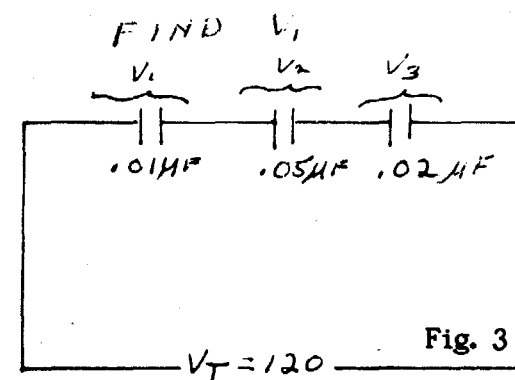 FIND V1
V1 V2 V3
.01µF .05µF .02µF
Fig. 3
VT = 120